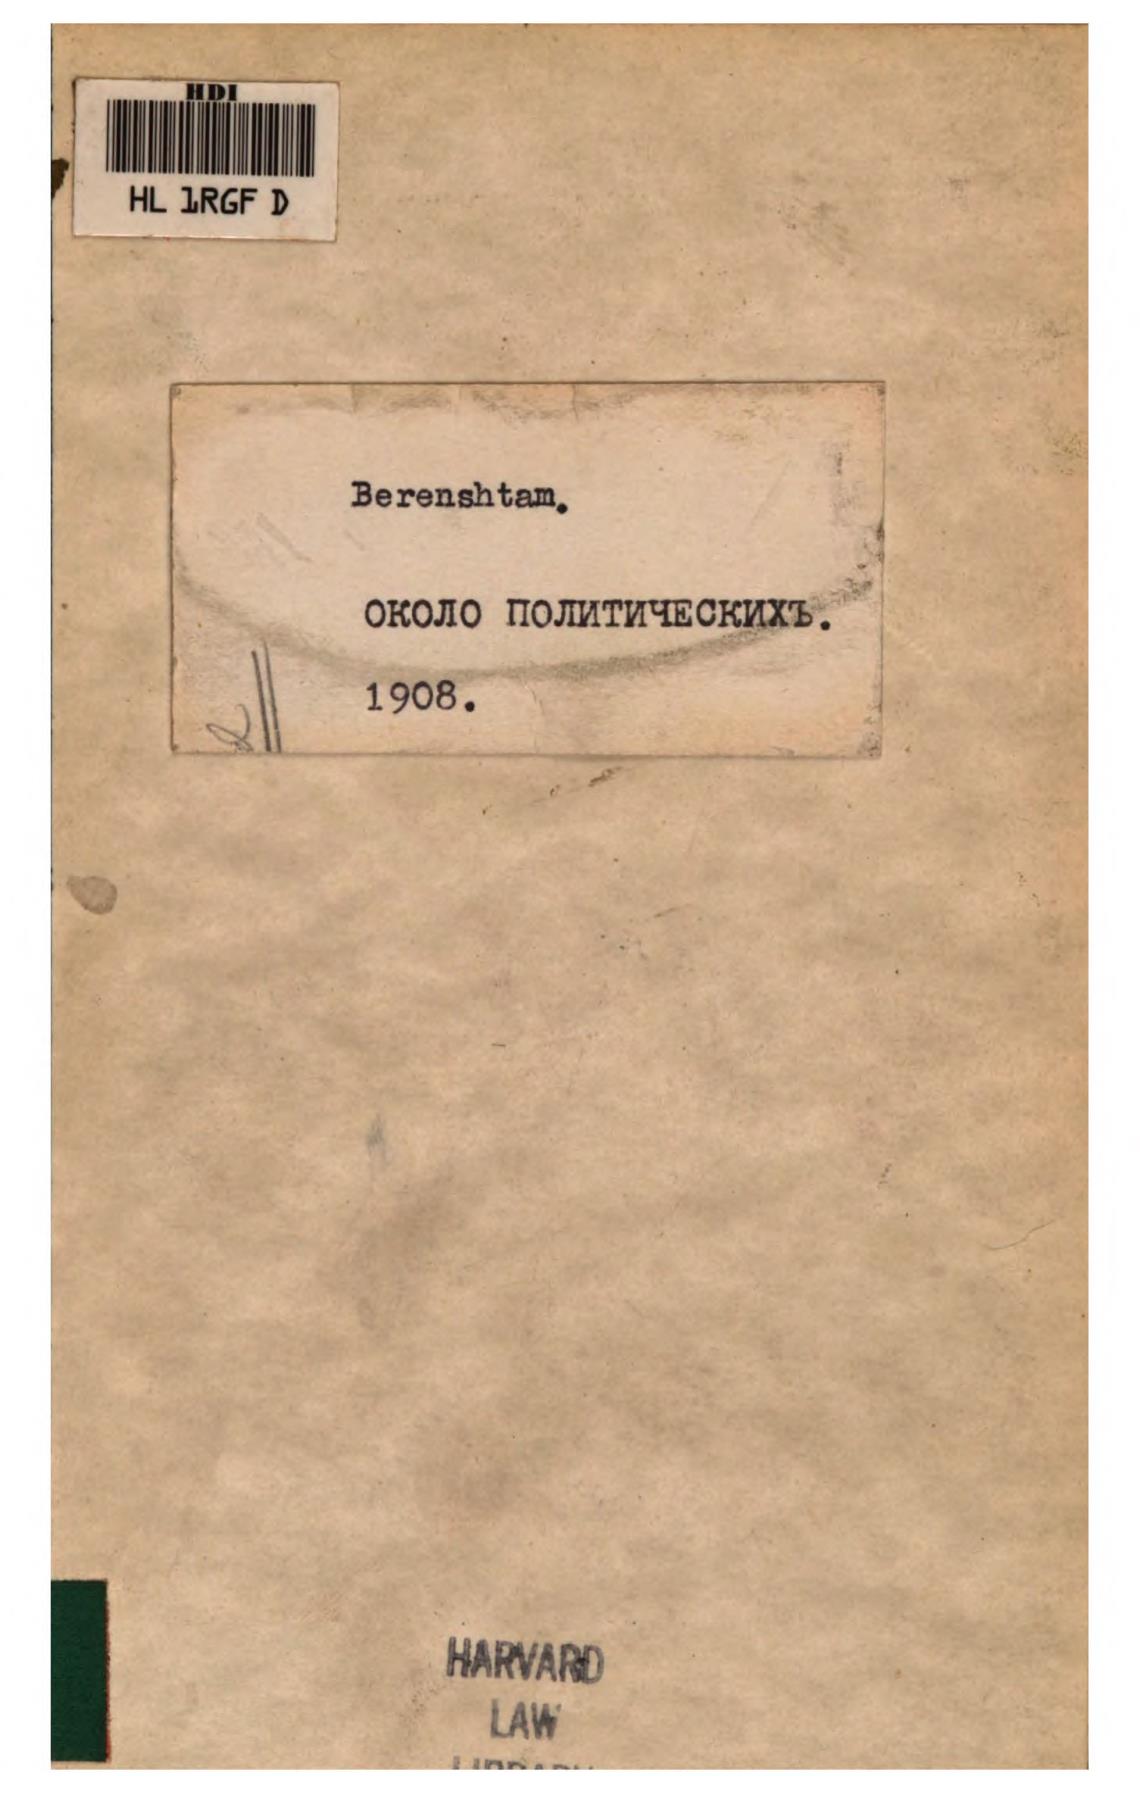 HDI
HL 1RGF D
Berenshtam.
ОКОЛО ПОЛИТИЧЕСКИХЪ.
1908.
HARVARD
LAW